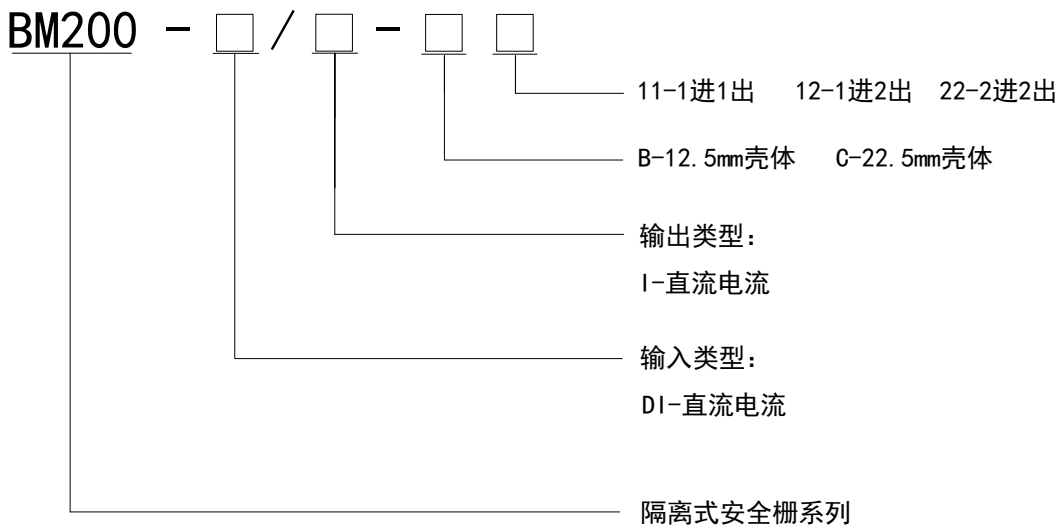 BM200 - □ / □ - □ □
11-1进1出 12-1进2出 22-2进2出
B-12.5mm壳体 C-22.5mm壳体
输出类型：
I-直流电流
输入类型：
DI-直流电流
隔离式安全栅系列